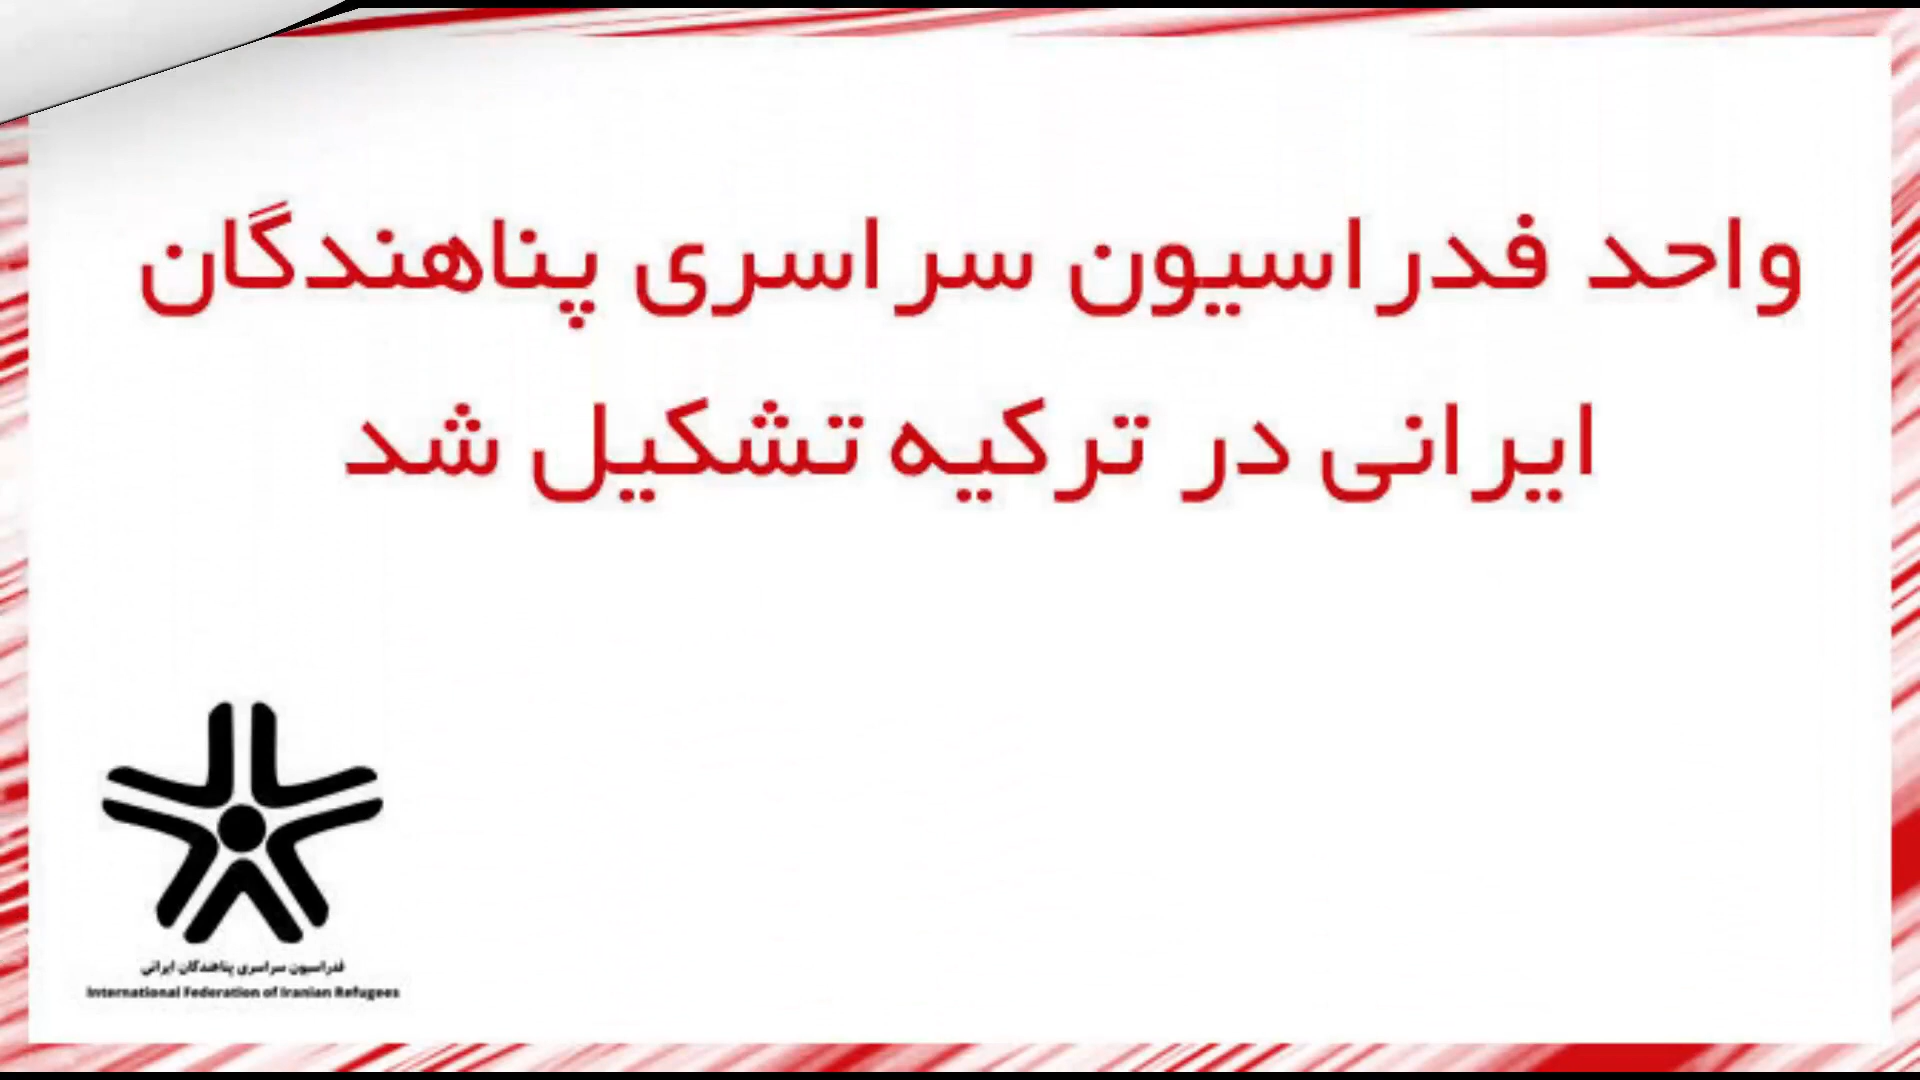 واحد فدراسیون سراسری پناهندگان
ایرانی در ترکیه تشکیل شد
فدراسیون سراسری پناهندگان ایرانی
International Federation of Iranian Refugees